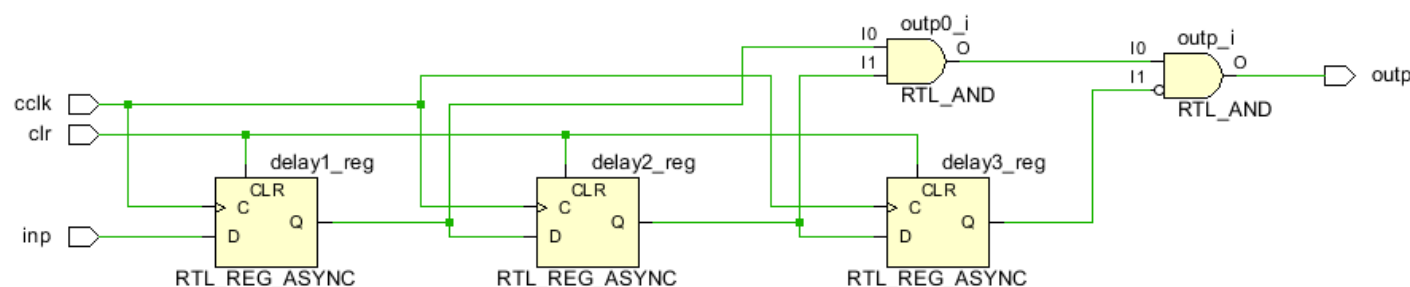 outp0_i
I0
I1
O
RTL_AND
outp_i
I0
I1
O
RTL_AND
outp
cclk
clr
inp
delay1_reg
CLR
C
D
Q
RTL_REG_ASYNC
delay2_reg
CLR
C
D
Q
RTL_REG_ASYNC
delay3_reg
CLR
C
D
Q
RTL_REG_ASYNC